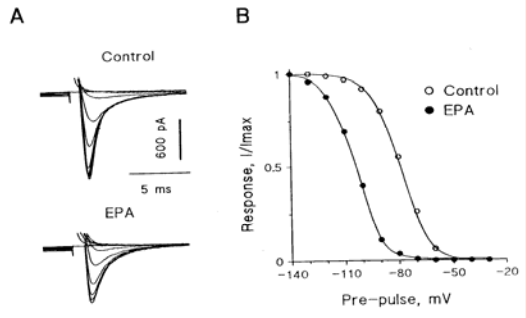 A
Control
600 pA
5 ms
EPA
B
Response, I/Imax
1
0,5
0
-140
-110
-80
-50
-20
Pre-pulse, mV
Control
EPA